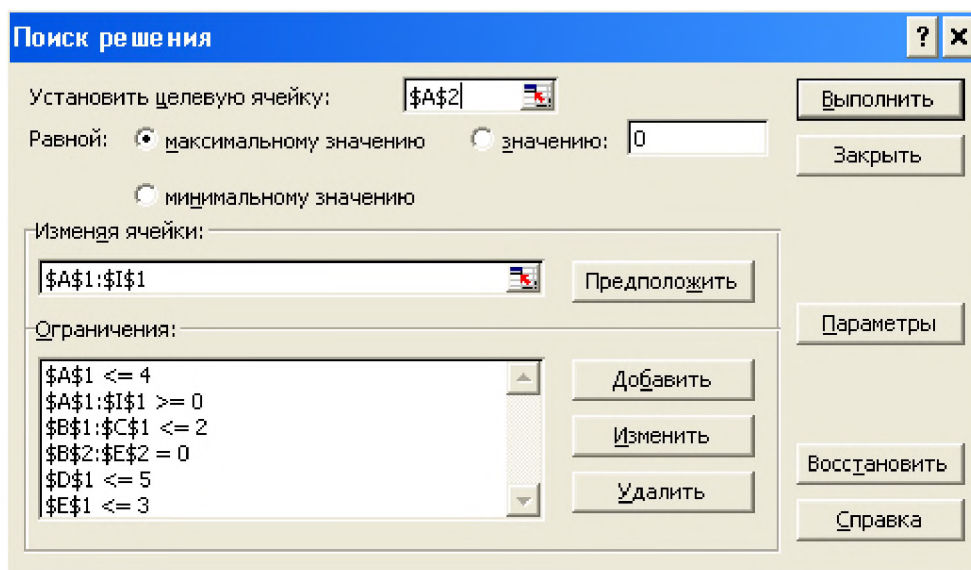 Поиск решения ? ×
Установить целевую ячейку: $A$2 Выполнить
Равной: максимальному значению значению: 0 Закрыть
минимальному значению
Изменяя ячейки:
$A$1:$I$1 Предположить
Ограничения: Параметры
$A$1 <= 4 Добавить
$A$1:$I$1 >= 0
$B$1:$C$1 <= 2 Изменить
$B$2:$E$2 = 0 Восстановить
$D$1 <= 5 Удалить
$E$1 <= 3 Справка